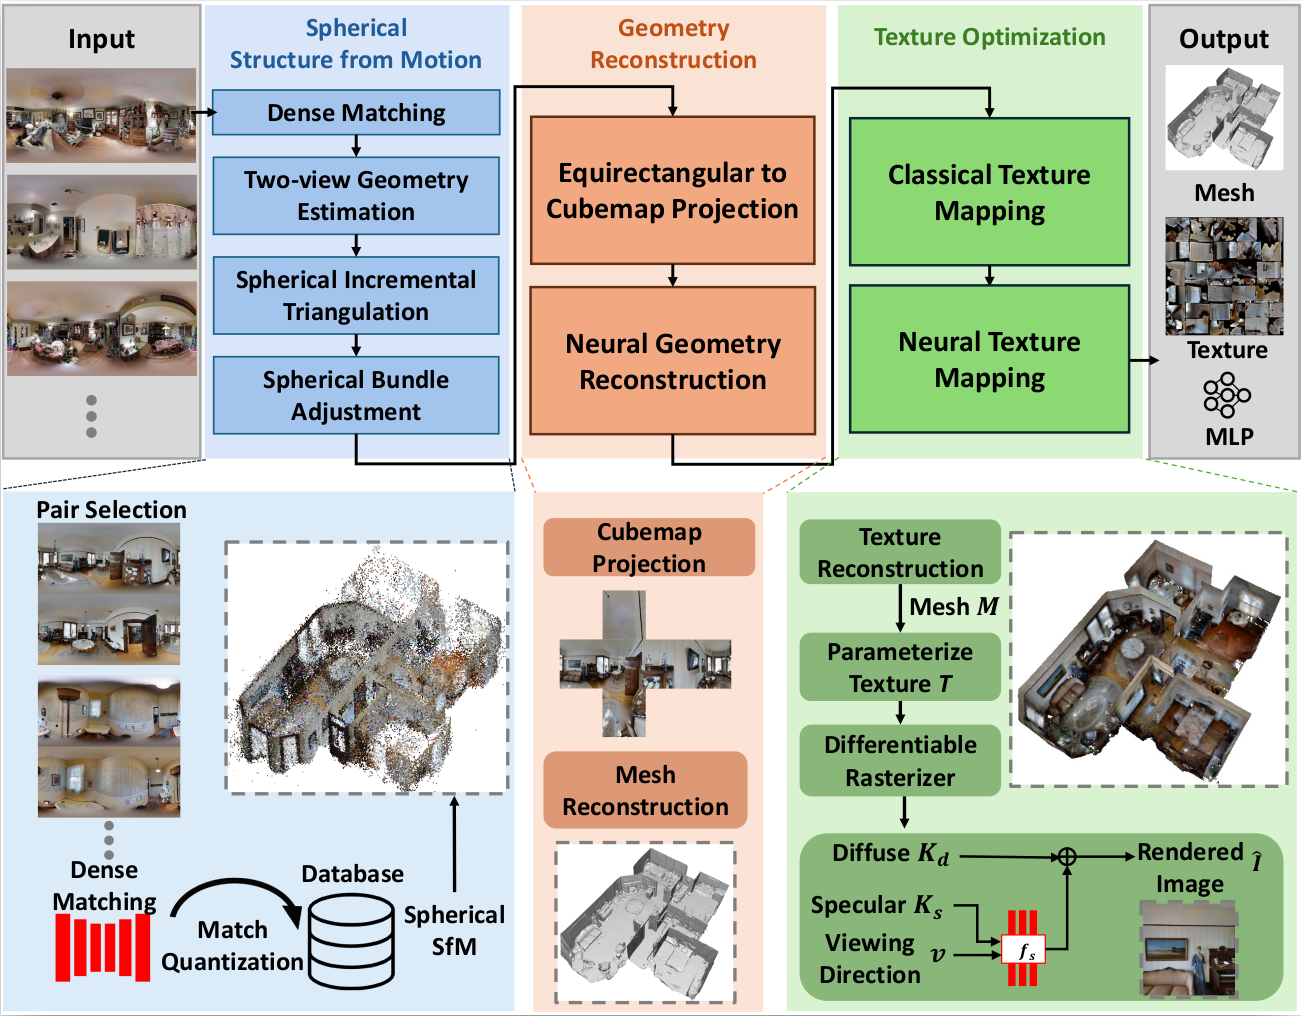 Input
Spherical
Structure from Motion
Dense Matching
Two-view Geometry
Estimation
Spherical Incremental
Triangulation
Spherical Bundle
Adjustment
Geometry
Reconstruction
Equirectangular to
Cubemap Projection
Neural Geometry
Reconstruction
Texture Optimization
Classical Texture
Mapping
Neural Texture
Mapping
Output
Mesh
Texture
MLP
Pair Selection
Dense
Matching
Match
Quantization
Database
Spherical
SfM
Cubemap
Projection
Mesh
Reconstruction
Texture
Reconstruction
Mesh M
Parameterize
Texture T
Differentiable
Rasterizer
Diffuse K_d
Specular K_s
Viewing
Direction v
f_s
Rendered Î
Image